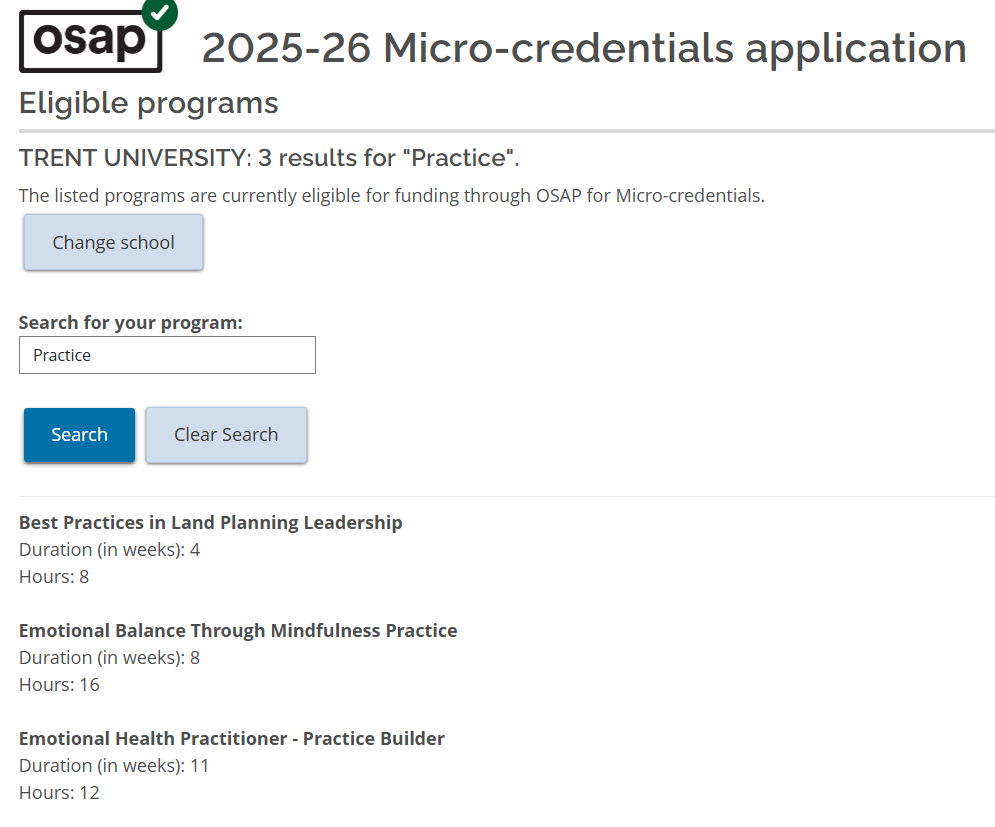 osap
2025-26 Micro-credentials application
Eligible programs
TRENT UNIVERSITY: 3 results for "Practice".
The listed programs are currently eligible for funding through OSAP for Micro-credentials.
Change school
Search for your program:
Practice
Search Clear Search
Best Practices in Land Planning Leadership
Duration (in weeks): 4
Hours: 8
Emotional Balance Through Mindfulness Practice
Duration (in weeks): 8
Hours: 16
Emotional Health Practitioner - Practice Builder
Duration (in weeks): 11
Hours: 12